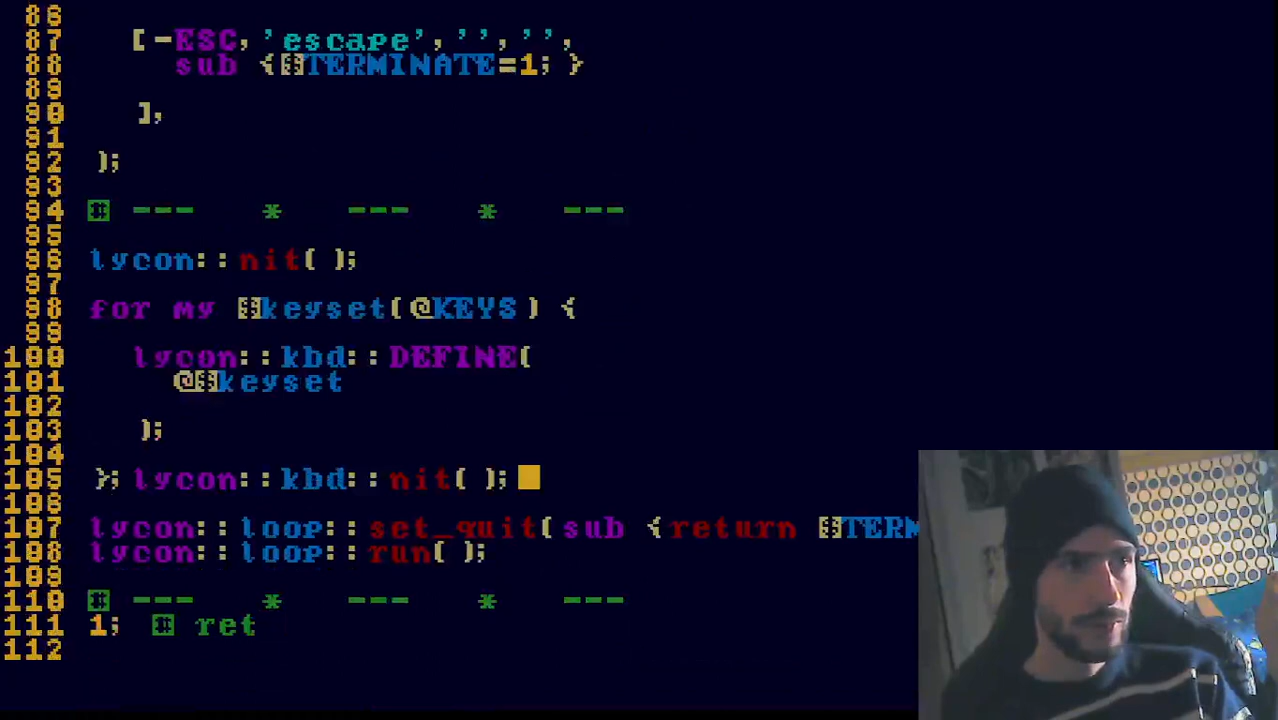 86
87 [-ESC,'escape','','',
88 sub {$TERMINATE=1; }
89
90 ],
91
92 );
93
94 # --- * --- * ---
95
96 lycon::nit( );
97
98 for my $keyset(@KEYS) {
99
100 lycon::kbd::DEFINE(
101 @$keyset
102
103 );
104
105 }; lycon::kbd::nit( );
106
107 lycon::loop::set_quit(sub {return $TERM
108 lycon::loop::run( );
109
110 # --- * --- * ---
111 1; # ret
112